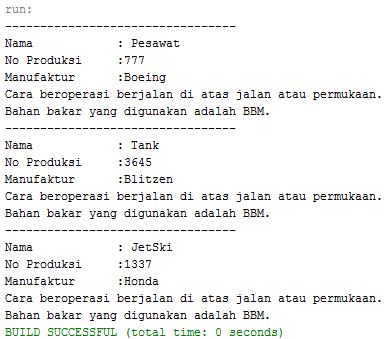 run:
---------------------------------
Nama            : Pesawat
No Produksi     :777
Manufaktur      :Boeing
Cara beroperasi berjalan di atas jalan atau permukaan.
Bahan bakar yang digunakan adalah BBM.
---------------------------------
Nama            : Tank
No Produksi     :3645
Manufaktur      :Blitzen
Cara beroperasi berjalan di atas jalan atau permukaan.
Bahan bakar yang digunakan adalah BBM.
---------------------------------
Nama            : JetSki
No Produksi     :1337
Manufaktur      :Honda
Cara beroperasi berjalan di atas jalan atau permukaan.
Bahan bakar yang digunakan adalah BBM.
BUILD SUCCESSFUL (total time: 0 seconds)